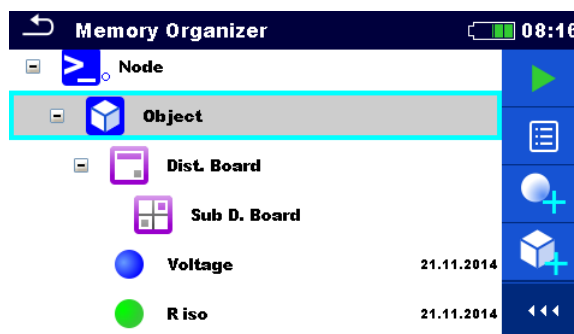 Memory Organizer 08:16
Node
Object
Dist. Board
Sub D. Board
Voltage 21.11.2014
R iso 21.11.2014